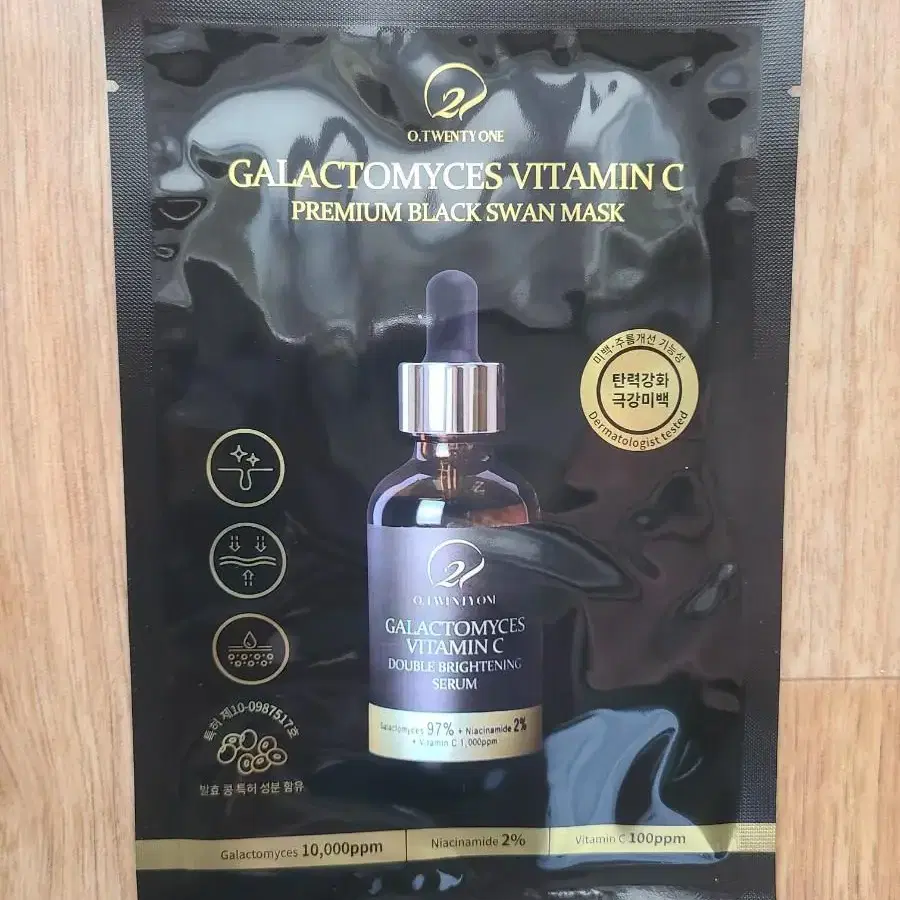 2
O.TWENTY ONE
GALACTOMYCES VITAMIN C
PREMIUM BLACK SWAN MASK
미백·주름개선 기능성
탄력강화
극강미백
Dermatologist tested
2
O.TWENTY ONE
GALACTOMYCES
VITAMIN C
DOUBLE BRIGHTENING
SERUM
Galactomyces 97% + Niacinamide 2%
+ Vitamin C 1,000ppm
특허 제10-0987517호
발효 콩 특허 성분 함유
Galactomyces 10,000ppm
Niacinamide 2%
Vitamin C 100ppm